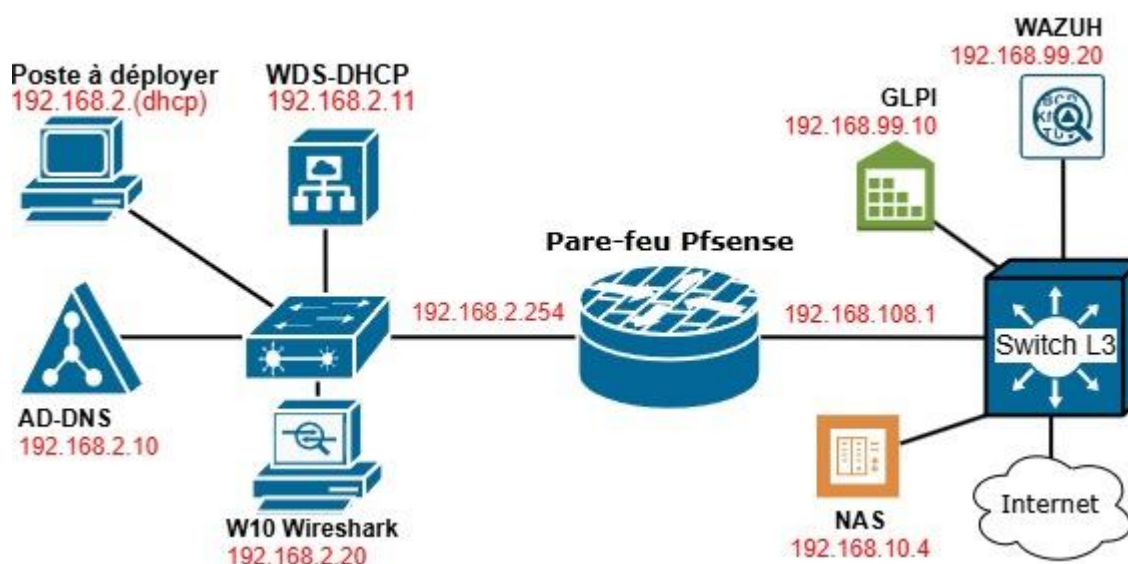 WAZUH
192.168.99.20
Poste à déployer
192.168.2.(dhcp)
WDS-DHCP
192.168.2.11
GLPI
192.168.99.10
Pare-feu Pfsense
192.168.2.254
192.168.108.1
Switch L3
AD-DNS
192.168.2.10
W10 Wireshark
192.168.2.20
NAS
192.168.10.4
Internet